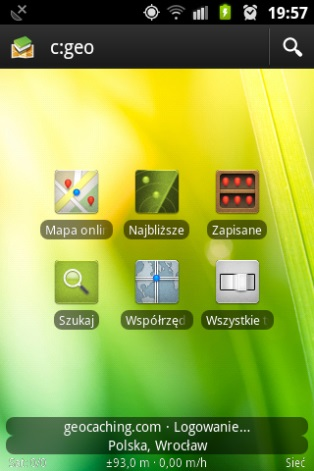 19:57
c:geo
Mapa onlin
Najbliższe
Zapisane
Szukaj
Współrzęd
Wszystkie
geocaching.com · Logowanie...
Polska, Wrocław
±93,0 m · 0,00 m/h
Sieć